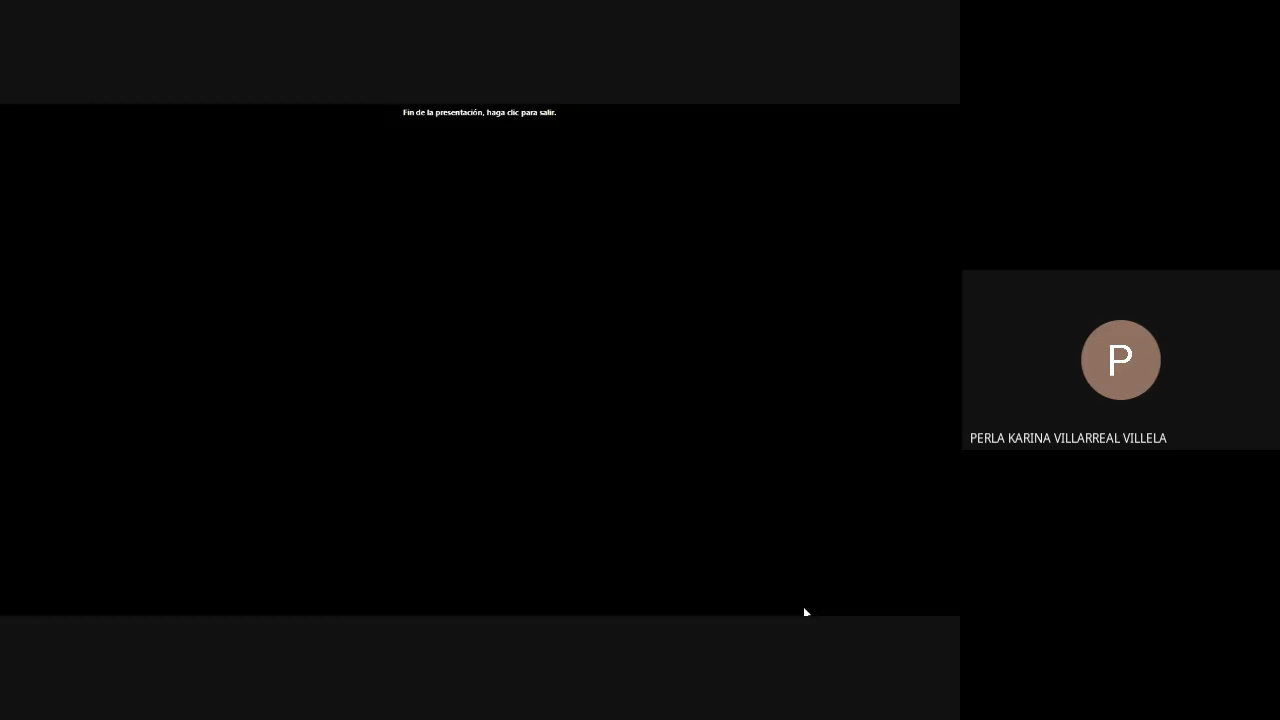 Fin de la presentación, haga clic para salir.
P
PERLA KARINA VILLARREAL VILLELA